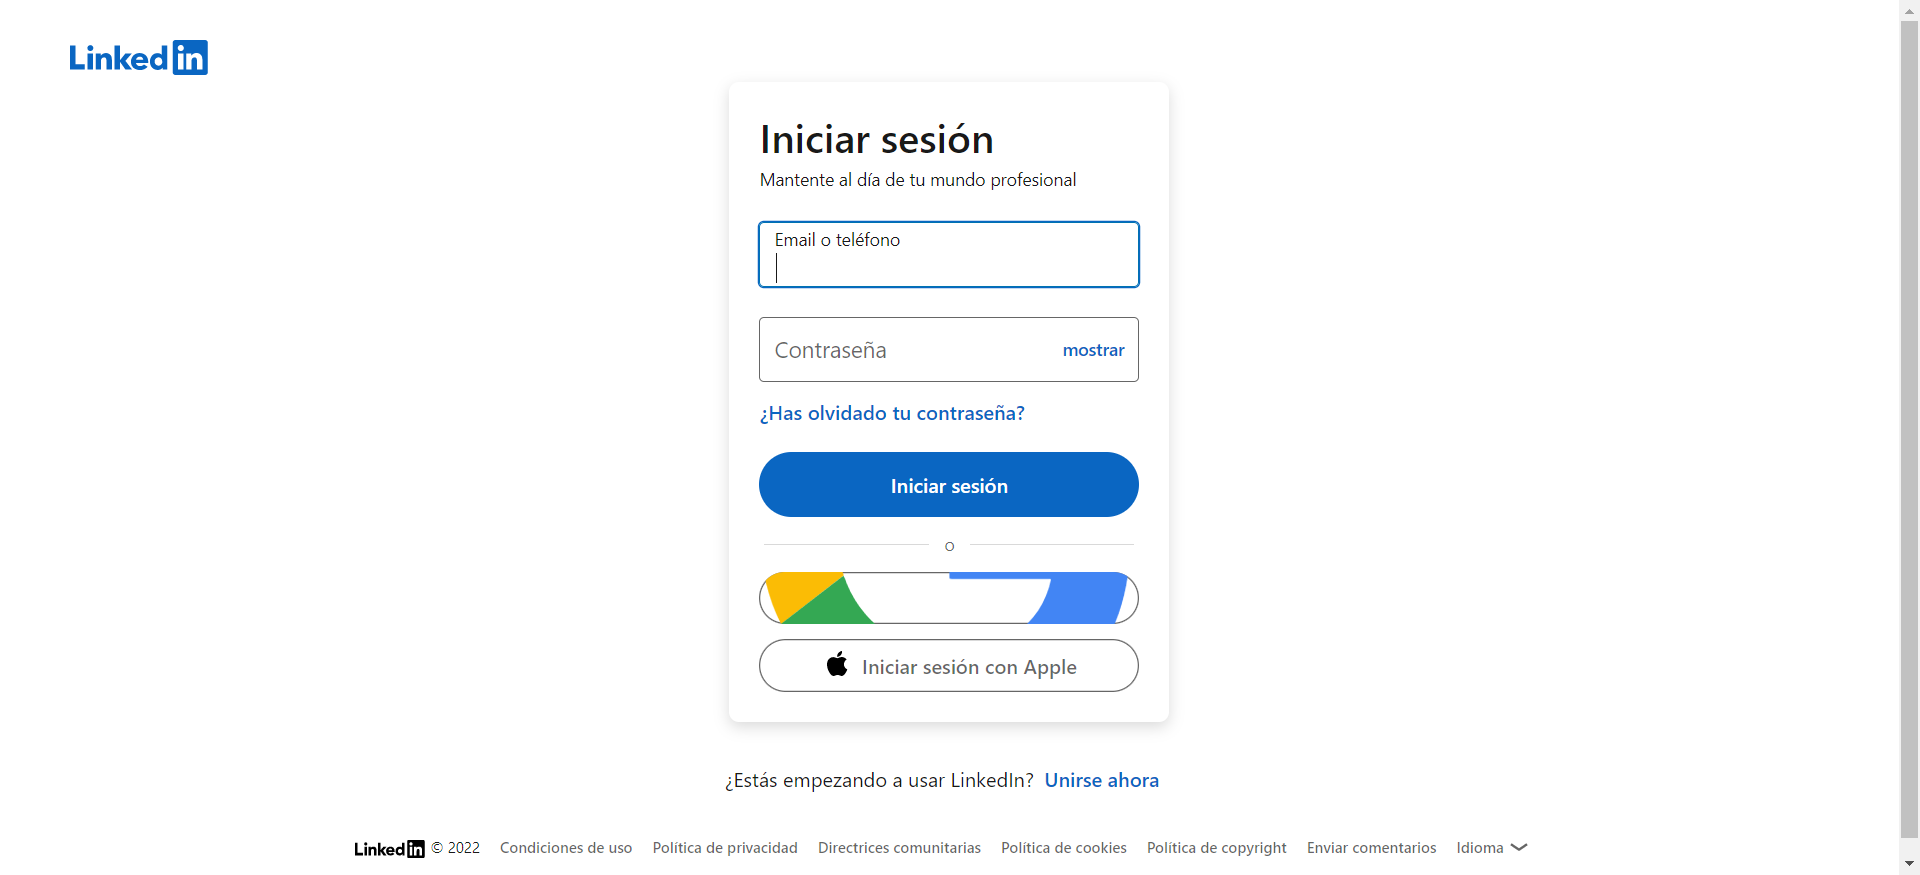 LinkedIn
Iniciar sesión
Mantente al día de tu mundo profesional
Email o teléfono
Contraseña mostrar
¿Has olvidado tu contraseña?
Iniciar sesión
o
Iniciar sesión con Apple
¿Estás empezando a usar LinkedIn? Unirse ahora
LinkedIn © 2022 Condiciones de uso Política de privacidad Directrices comunitarias Política de cookies Política de copyright Enviar comentarios Idioma